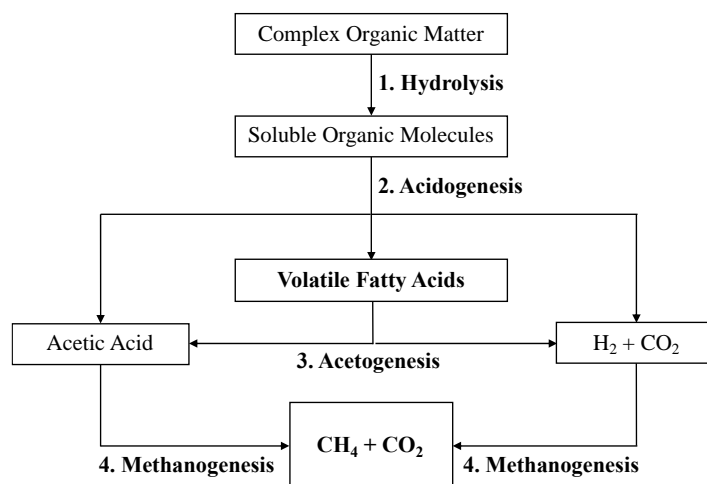 Complex Organic Matter
1. Hydrolysis
Soluble Organic Molecules
2. Acidogenesis
Volatile Fatty Acids
Acetic Acid
H₂ + CO₂
3. Acetogenesis
CH₄ + CO₂
4. Methanogenesis
4. Methanogenesis